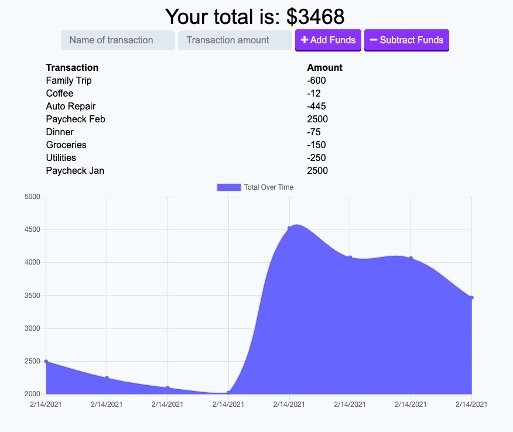 Your total is: $3468
Name of transaction Transaction amount + Add Funds − Subtract Funds
Transaction Amount
Family Trip -600
Coffee -12
Auto Repair -445
Paycheck Feb 2500
Dinner -75
Groceries -150
Utilities -250
Paycheck Jan 2500
Total Over Time
5000
4500
4000
3500
3000
2500
2000
2/14/2021 2/14/2021 2/14/2021 2/14/2021 2/14/2021 2/14/2021 2/14/2021 2/14/2021